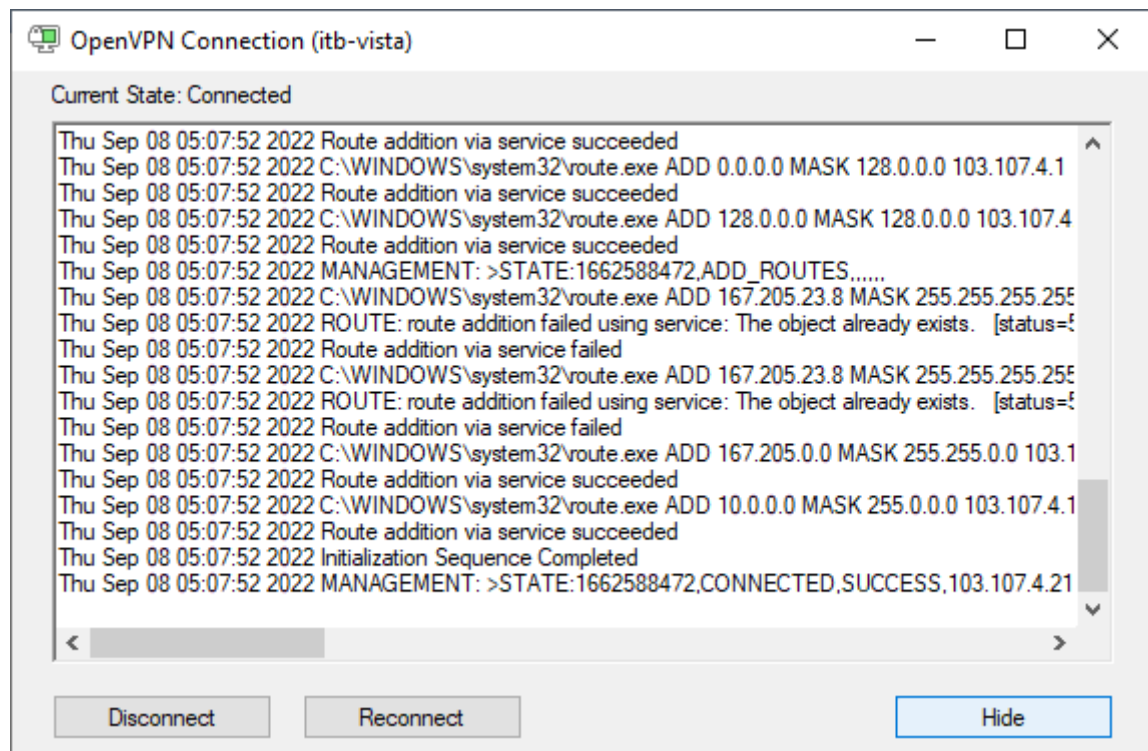 OpenVPN Connection (itb-vista)
Current State: Connected
Thu Sep 08 05:07:52 2022 Route addition via service succeeded
Thu Sep 08 05:07:52 2022 C:\WINDOWS\system32\route.exe ADD 0.0.0.0 MASK 128.0.0.0 103.107.4.1
Thu Sep 08 05:07:52 2022 Route addition via service succeeded
Thu Sep 08 05:07:52 2022 C:\WINDOWS\system32\route.exe ADD 128.0.0.0 MASK 128.0.0.0 103.107.4
Thu Sep 08 05:07:52 2022 Route addition via service succeeded
Thu Sep 08 05:07:52 2022 MANAGEMENT: >STATE:1662588472,ADD_ROUTES,,,,,,
Thu Sep 08 05:07:52 2022 C:\WINDOWS\system32\route.exe ADD 167.205.23.8 MASK 255.255.255.255
Thu Sep 08 05:07:52 2022 ROUTE: route addition failed using service: The object already exists.   [status=5
Thu Sep 08 05:07:52 2022 Route addition via service failed
Thu Sep 08 05:07:52 2022 C:\WINDOWS\system32\route.exe ADD 167.205.23.8 MASK 255.255.255.255
Thu Sep 08 05:07:52 2022 ROUTE: route addition failed using service: The object already exists.   [status=5
Thu Sep 08 05:07:52 2022 Route addition via service failed
Thu Sep 08 05:07:52 2022 C:\WINDOWS\system32\route.exe ADD 167.205.0.0 MASK 255.255.0.0 103.1
Thu Sep 08 05:07:52 2022 Route addition via service succeeded
Thu Sep 08 05:07:52 2022 C:\WINDOWS\system32\route.exe ADD 10.0.0.0 MASK 255.0.0.0 103.107.4.1
Thu Sep 08 05:07:52 2022 Route addition via service succeeded
Thu Sep 08 05:07:52 2022 Initialization Sequence Completed
Thu Sep 08 05:07:52 2022 MANAGEMENT: >STATE:1662588472,CONNECTED,SUCCESS,103.107.4.21
Disconnect Reconnect Hide